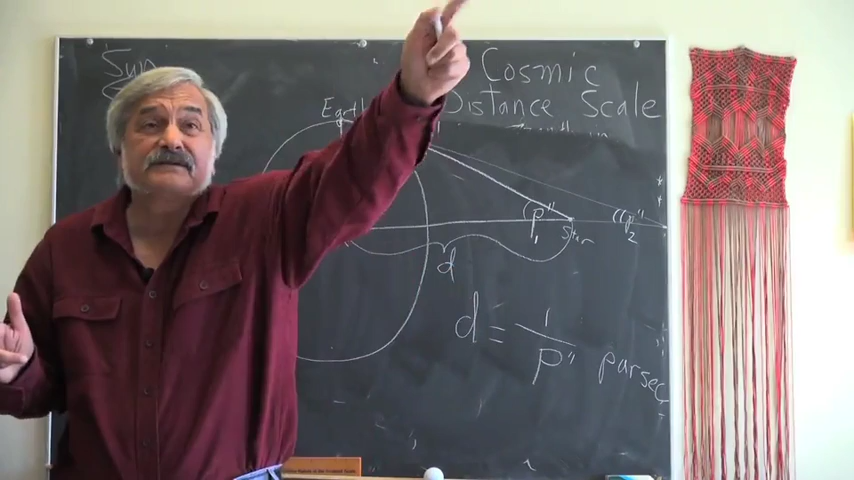 Sun
Cosmic
Distance Scale
Earth
(p"
1
Star
(p"
2
d
d = 1
p" parsec